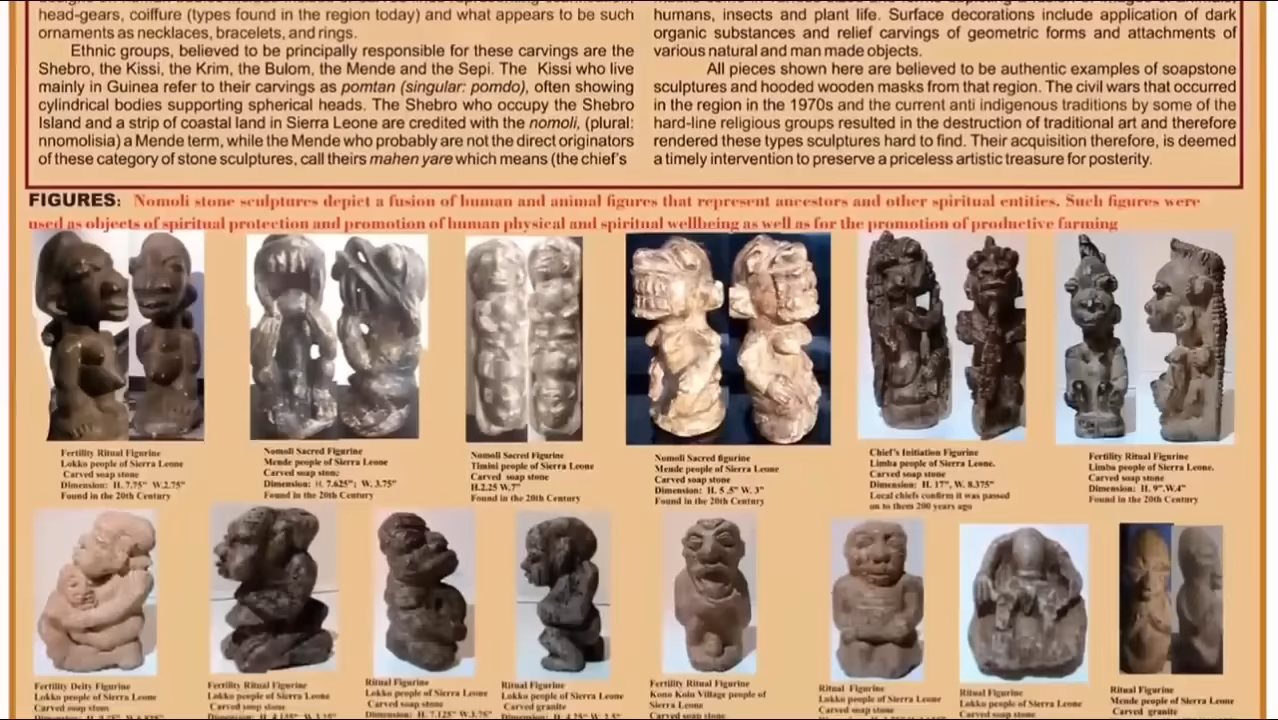 head-gears, coiffure (types found in the region today) and what appears to be such
ornaments as necklaces, bracelets, and rings.
Ethnic groups, believed to be principally responsible for these carvings are the
Shebro, the Kissi, the Krim, the Bulom, the Mende and the Sepi. The Kissi who live
mainly in Guinea refer to their carvings as pomtan (singular: pomdo), often showing
cylindrical bodies supporting spherical heads. The Shebro who occupy the Shebro
Island and a strip of coastal land in Sierra Leone are credited with the nomoli, (plural:
nnomolisia) a Mende term, while the Mende who probably are not the direct originators
of these category of stone sculptures, call theirs mahen yare which means (the chief's
humans, insects and plant life. Surface decorations include application of dark
organic substances and relief carvings of geometric forms and attachments of
various natural and man made objects.
All pieces shown here are believed to be authentic examples of soapstone
sculptures and hooded wooden masks from that region. The civil wars that occurred
in the region in the 1970s and the current anti indigenous traditions by some of the
hard-line religious groups resulted in the destruction of traditional art and therefore
rendered these types sculptures hard to find. Their acquisition therefore, is deemed
a timely intervention to preserve a priceless artistic treasure for posterity.
FIGURES: Nomoli stone sculptures depict a fusion of human and animal figures that represent ancestors and other spiritual entities. Such figures were
used as objects of spiritual protection and promotion of human physical and spiritual wellbeing as well as for the promotion of productive farming
Fertility Ritual Figurine
Lokko people of Sierra Leone
Carved soap stone
Dimension: H. 7.75" W.2.75"
Found in the 20th Century
Nomoli Sacred Figurine
Mende people of Sierra Leone
Carved soap stone
Dimension: H. 7.625"; W. 3.75"
Found in the 20th Century
Nomoli Sacred Figurine
Timini people of Sierra Leone
Carved soap stone
H.2.25 W.7"
Found in the 20th Century
Nomoli Sacred figurine
Mende people of Sierra Leone
Carved soap stone
Dimension: H. 5 .5" W. 3"
Found in the 20th Century
Chief's Initiation Figurine
Limba people of Sierra Leone.
Carved soap stone
Dimension: H. 17", W. 8.375"
Local chiefs confirm it was passed
on to them 200 years ago
Fertility Ritual Figurine
Limba people of Sierra Leone.
Carved soap stone
Dimension: H. 9" W.4"
Found in the 20th Century
Fertility Deity Figurine
Lokko people of Sierra Leone
Carved soap stone
Fertility Ritual Figurine
Lokko people of Sierra Leone
Carved soap stone
Ritual Figurine
Lokko people of Sierra Leone
Carved soap stone
Dimension: H. 7.125" W.3.75"
Ritual Figurine
Lokko people of Sierra Leone
Carved granite
Fertility Ritual Figurine
Kono Village people of
Sierra Leone
Carved soap stone
Ritual Figurine
Lokko people of Sierra Leone
Carved soap stone
Ritual Figurine
Lokko people of Sierra Leone
Carved soap stone
Ritual Figurine
Mende people of Sierra Leone
Carved granite